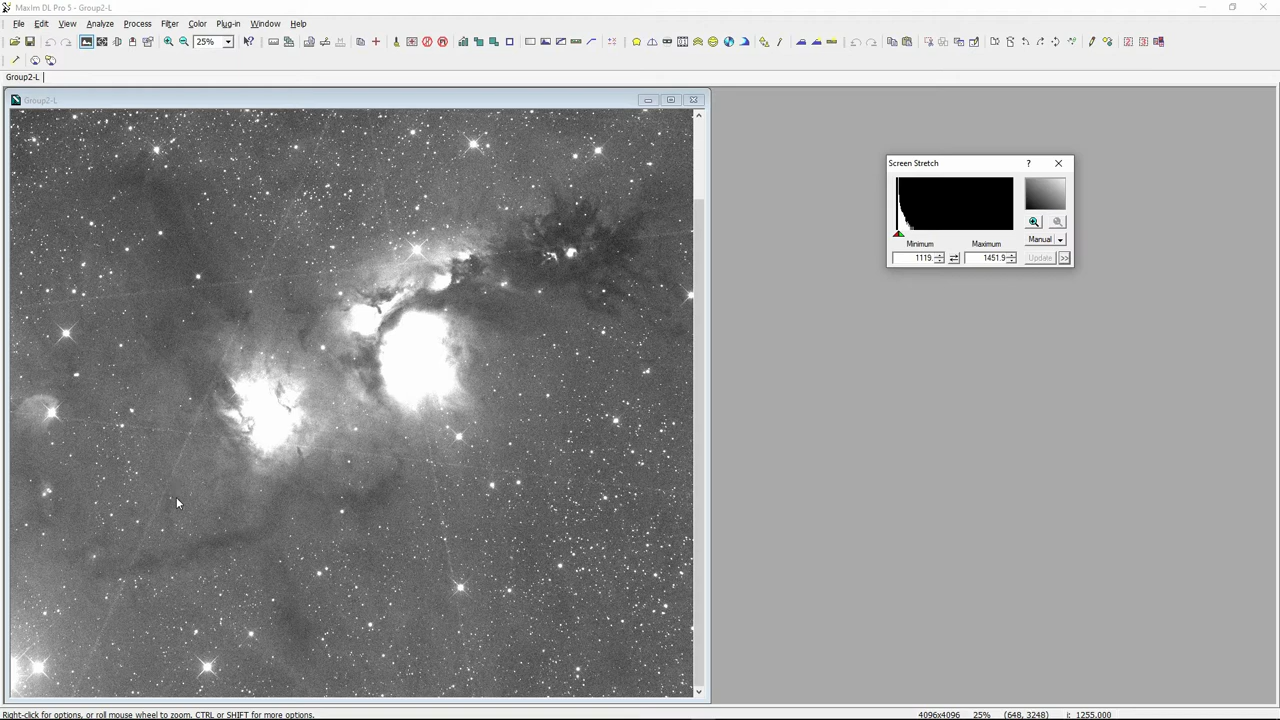 MaxIm DL Pro 5 - Group2-L
File Edit View Analyze Process Filter Color Plug-in Window Help
25%
Group2-L
Group2-L
Screen Stretch
?
Manual
Minimum Maximum
1119. 1451.9 Update >>
Right-click for options, or roll mouse wheel to zoom. CTRL or SHIFT for more options. 4096x4096 25% (648, 3248) i: 1255.000